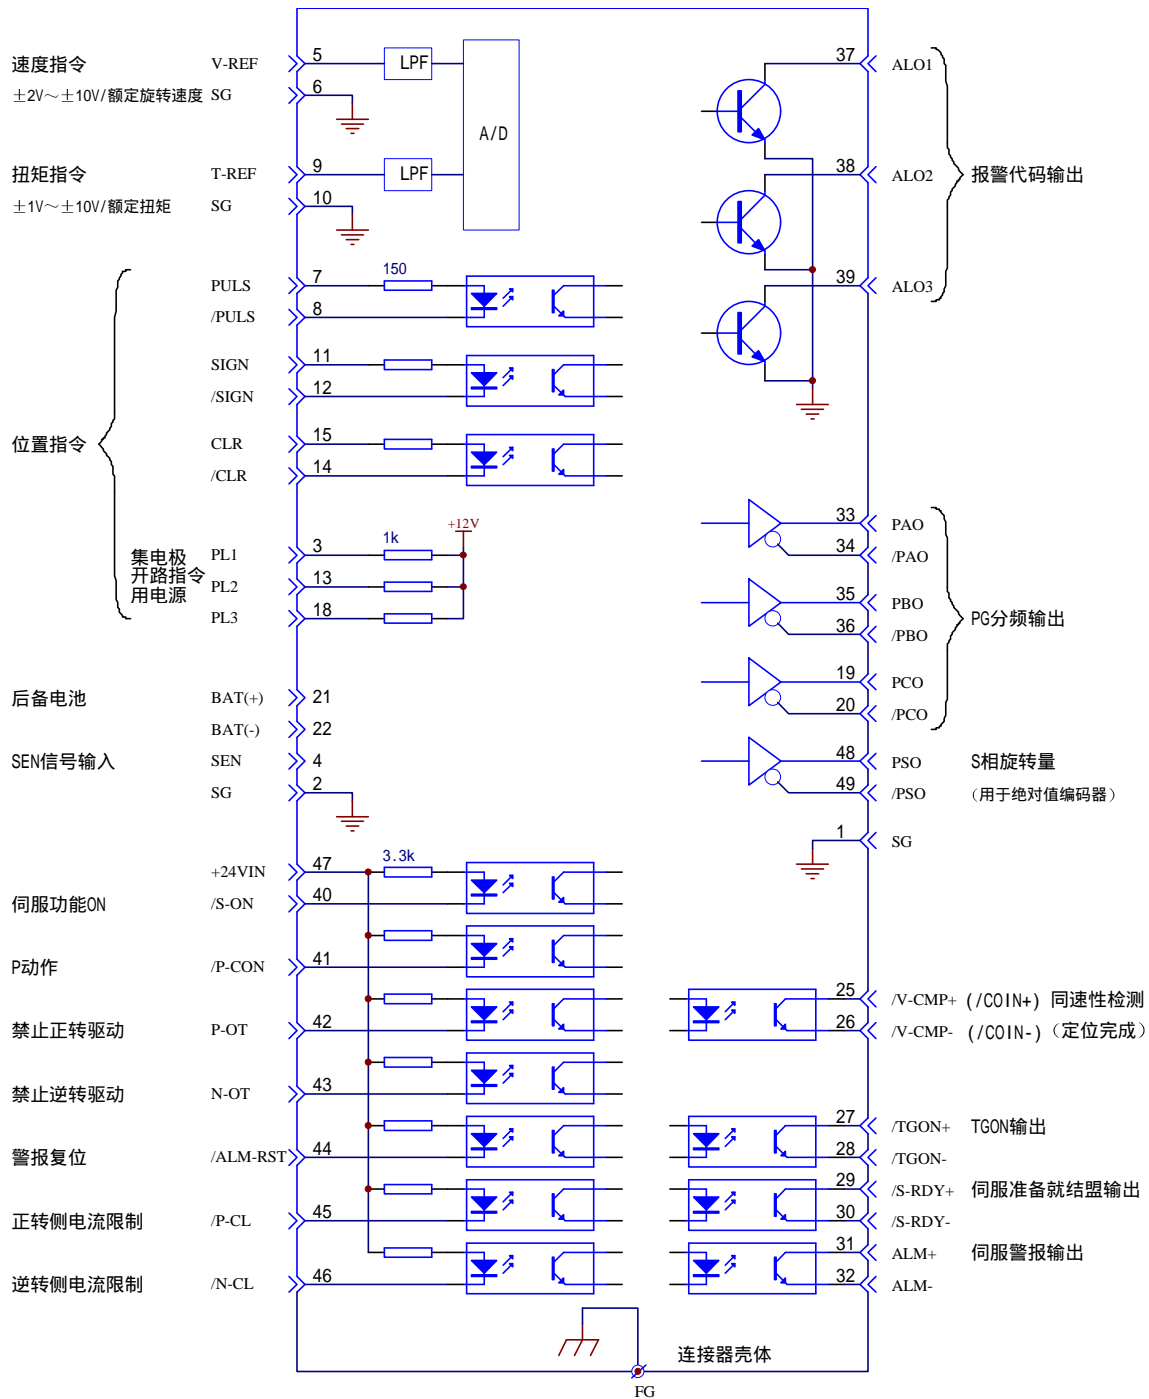 速度指令 V-REF 5 LPF
±2V～±10V/额定旋转速度 SG 6
A/D
扭矩指令 T-REF 9 LPF
±1V～±10V/额定扭矩 SG 10
位置指令
PULS 7 150
/PULS 8
SIGN 11
/SIGN 12
CLR 15
/CLR 14
+12V
集电极
开路指令
用电源
PL1 3 1k
PL2 13
PL3 18
后备电池 BAT(+) 21
BAT(-) 22
SEN信号输入 SEN 4
SG 2
+24VIN 47 3.3k
伺服功能ON /S-ON 40
P动作 /P-CON 41
禁止正转驱动 P-OT 42
禁止逆转驱动 N-OT 43
警报复位 /ALM-RST 44
正转侧电流限制 /P-CL 45
逆转侧电流限制 /N-CL 46
37 ALO1
38 ALO2 报警代码输出
39 ALO3
33 PAO
34 /PAO
35 PBO
36 /PBO
PG分频输出
19 PCO
20 /PCO
48 PSO S相旋转量
49 /PSO （用于绝对值编码器）
1 SG
25 /V-CMP+ (/COIN+) 同速性检测
26 /V-CMP- (/COIN-)（定位完成）
27 /TGON+ TGON输出
28 /TGON-
29 /S-RDY+ 伺服准备就结盟输出
30 /S-RDY-
31 ALM+ 伺服警报输出
32 ALM-
连接器壳体
FG